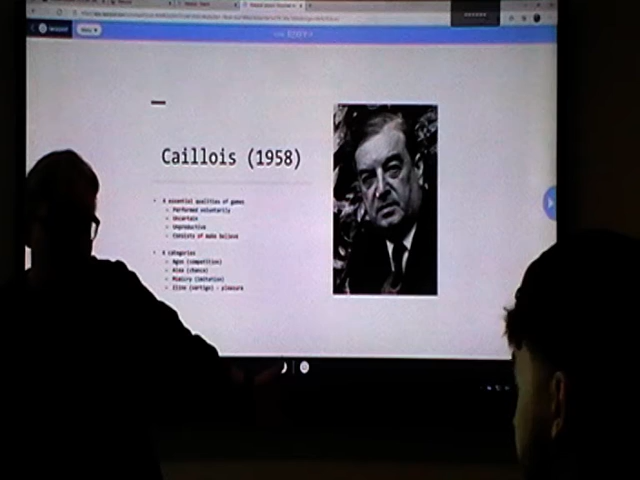 Menu
Caillois (1958)
4 essential qualities of games
Performed voluntarily
Uncertain
Unproductive
Consists of make believe
4 categories
Agon (competition)
Alea (chance)
Mimicry (imitation)
Ilinx (vertigo) - pleasure